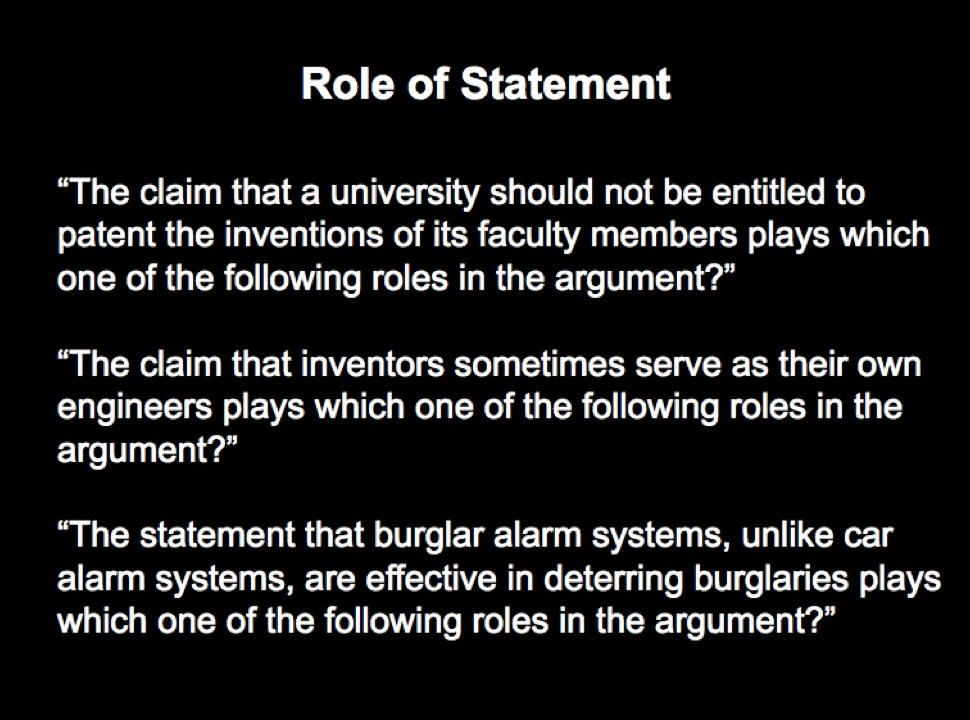 Role of Statement
“The claim that a university should not be entitled to
patent the inventions of its faculty members plays which
one of the following roles in the argument?”
“The claim that inventors sometimes serve as their own
engineers plays which one of the following roles in the
argument?”
“The statement that burglar alarm systems, unlike car
alarm systems, are effective in deterring burglaries plays
which one of the following roles in the argument?”